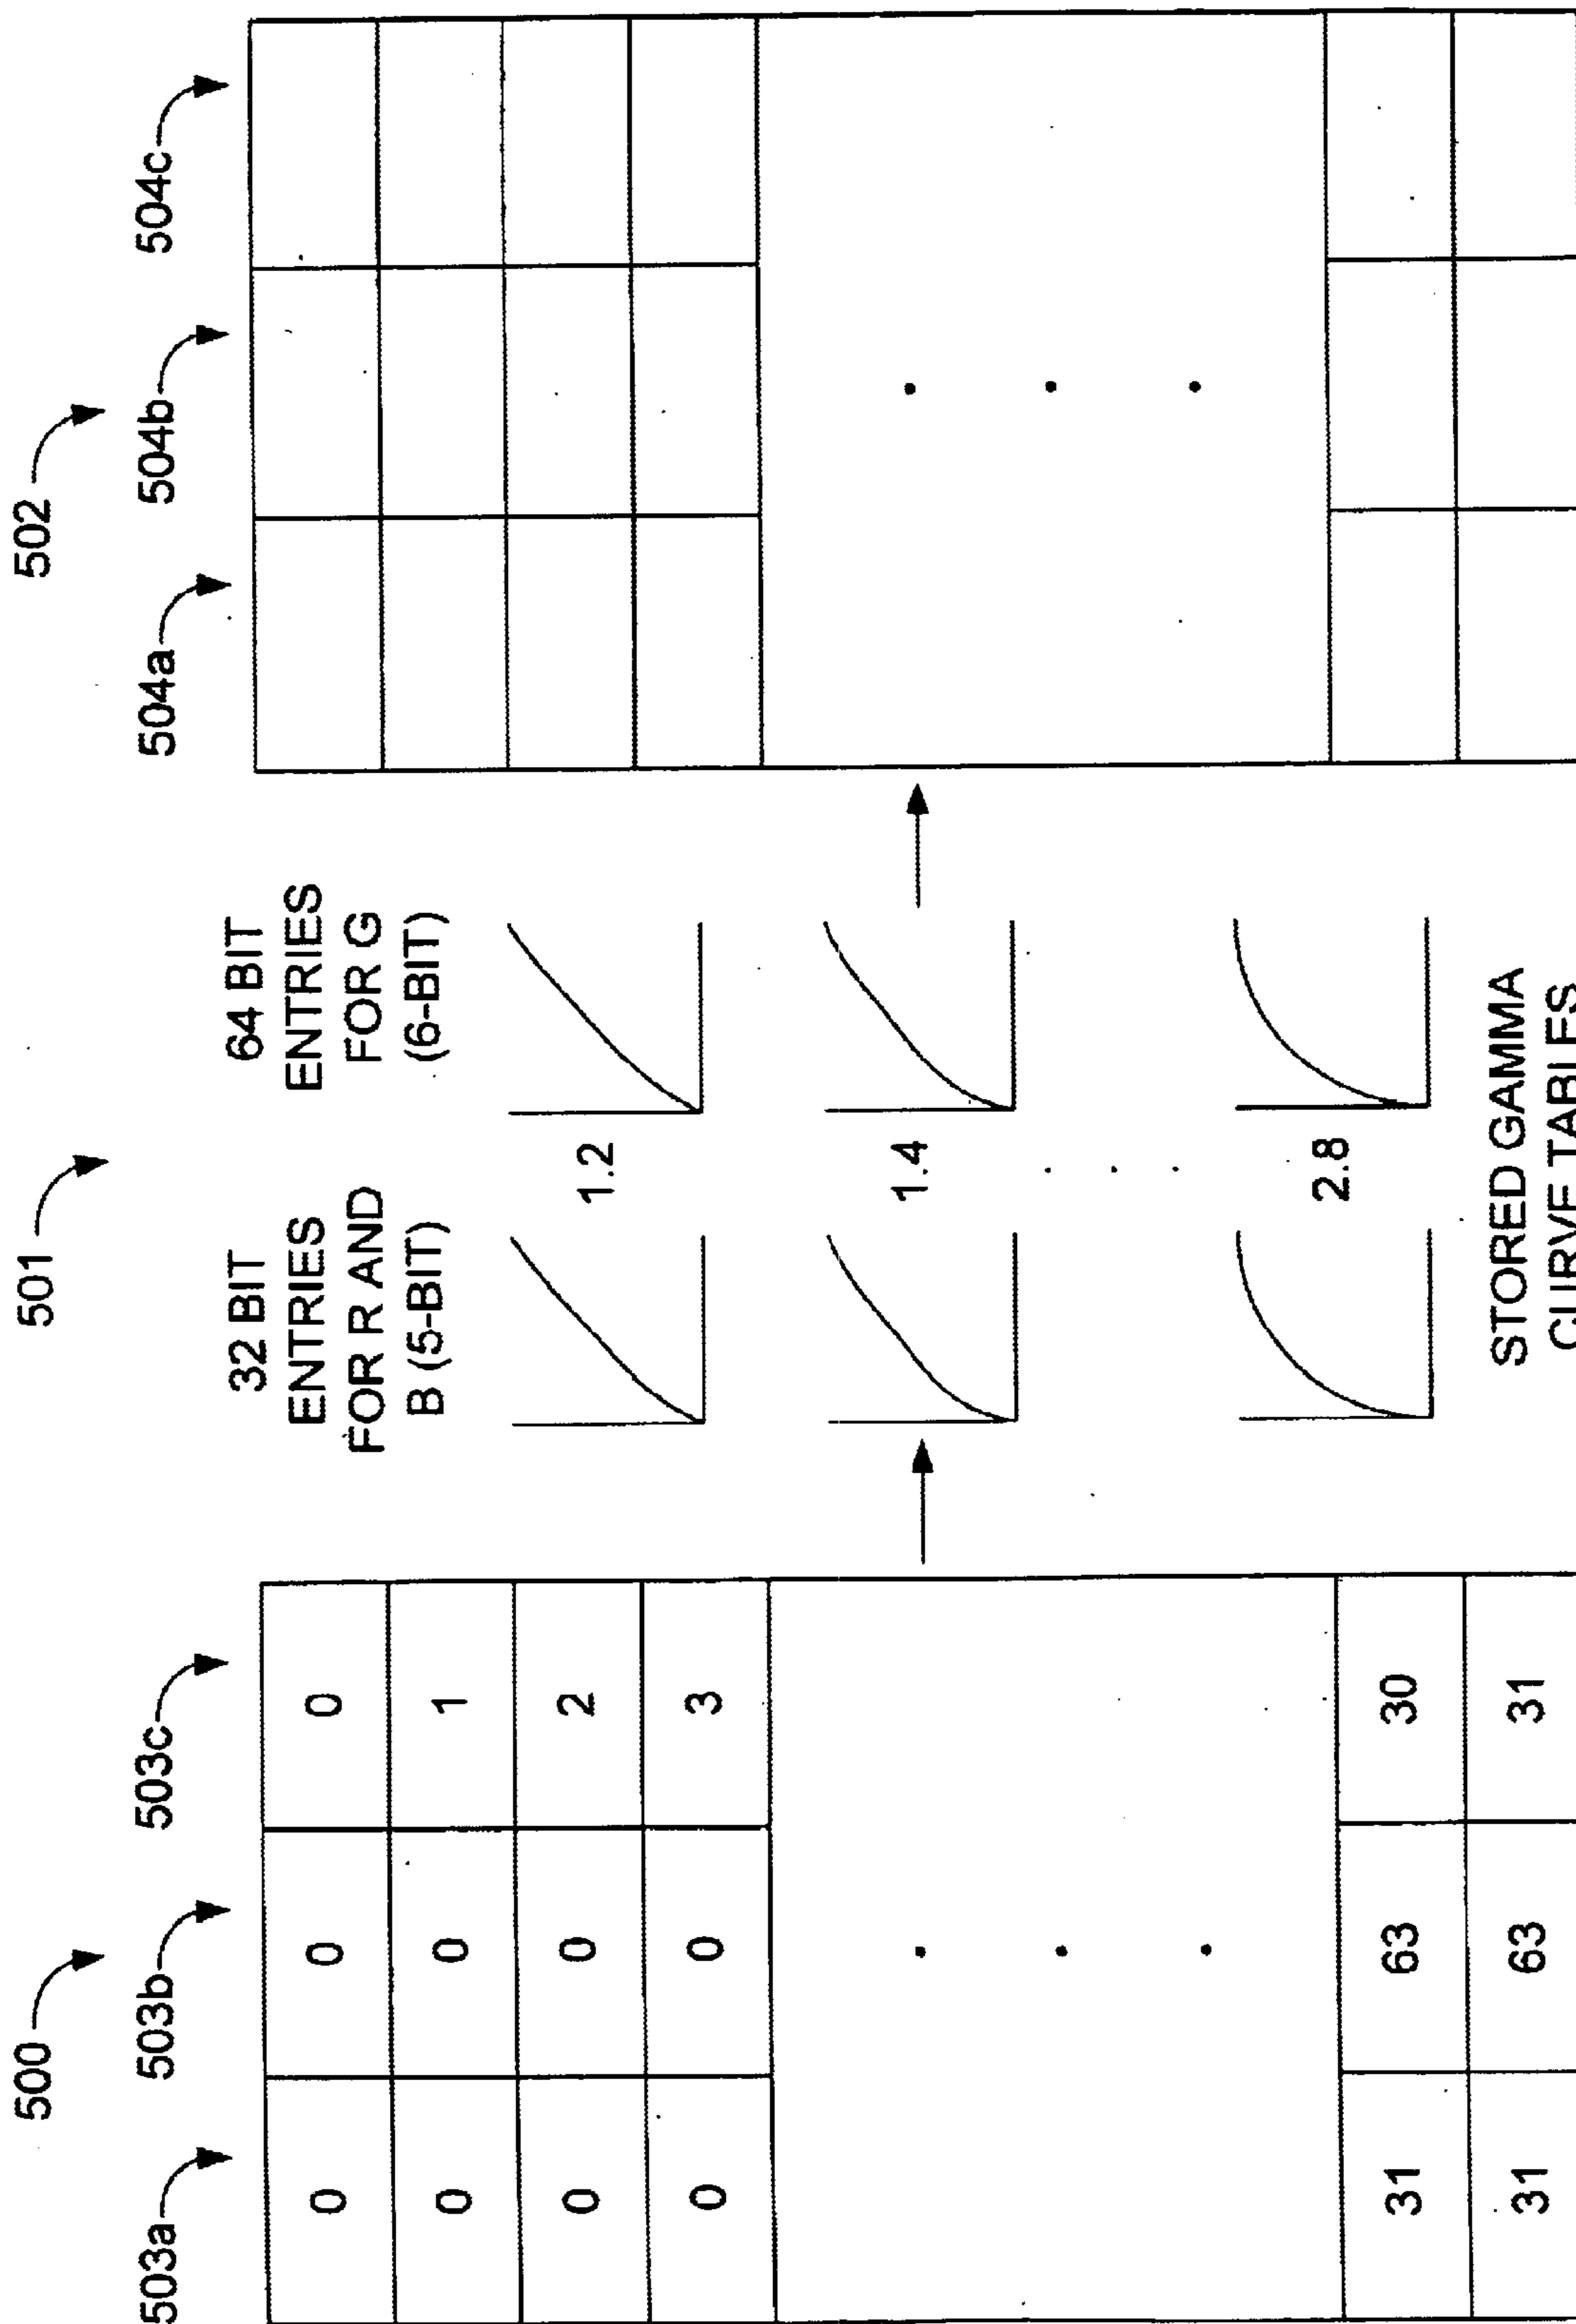 500
501
502
503a
503b
503c
504a
504b
504c
0 0 0
0 0 1
0 0 2
0 0 3
31 63 30
31 63 31
32 BIT
ENTRIES
FOR R AND
B (5-BIT)
64 BIT
ENTRIES
FOR G
(6-BIT)
1.2
1.4
2.8
STORED GAMMA
CURVE TABLES